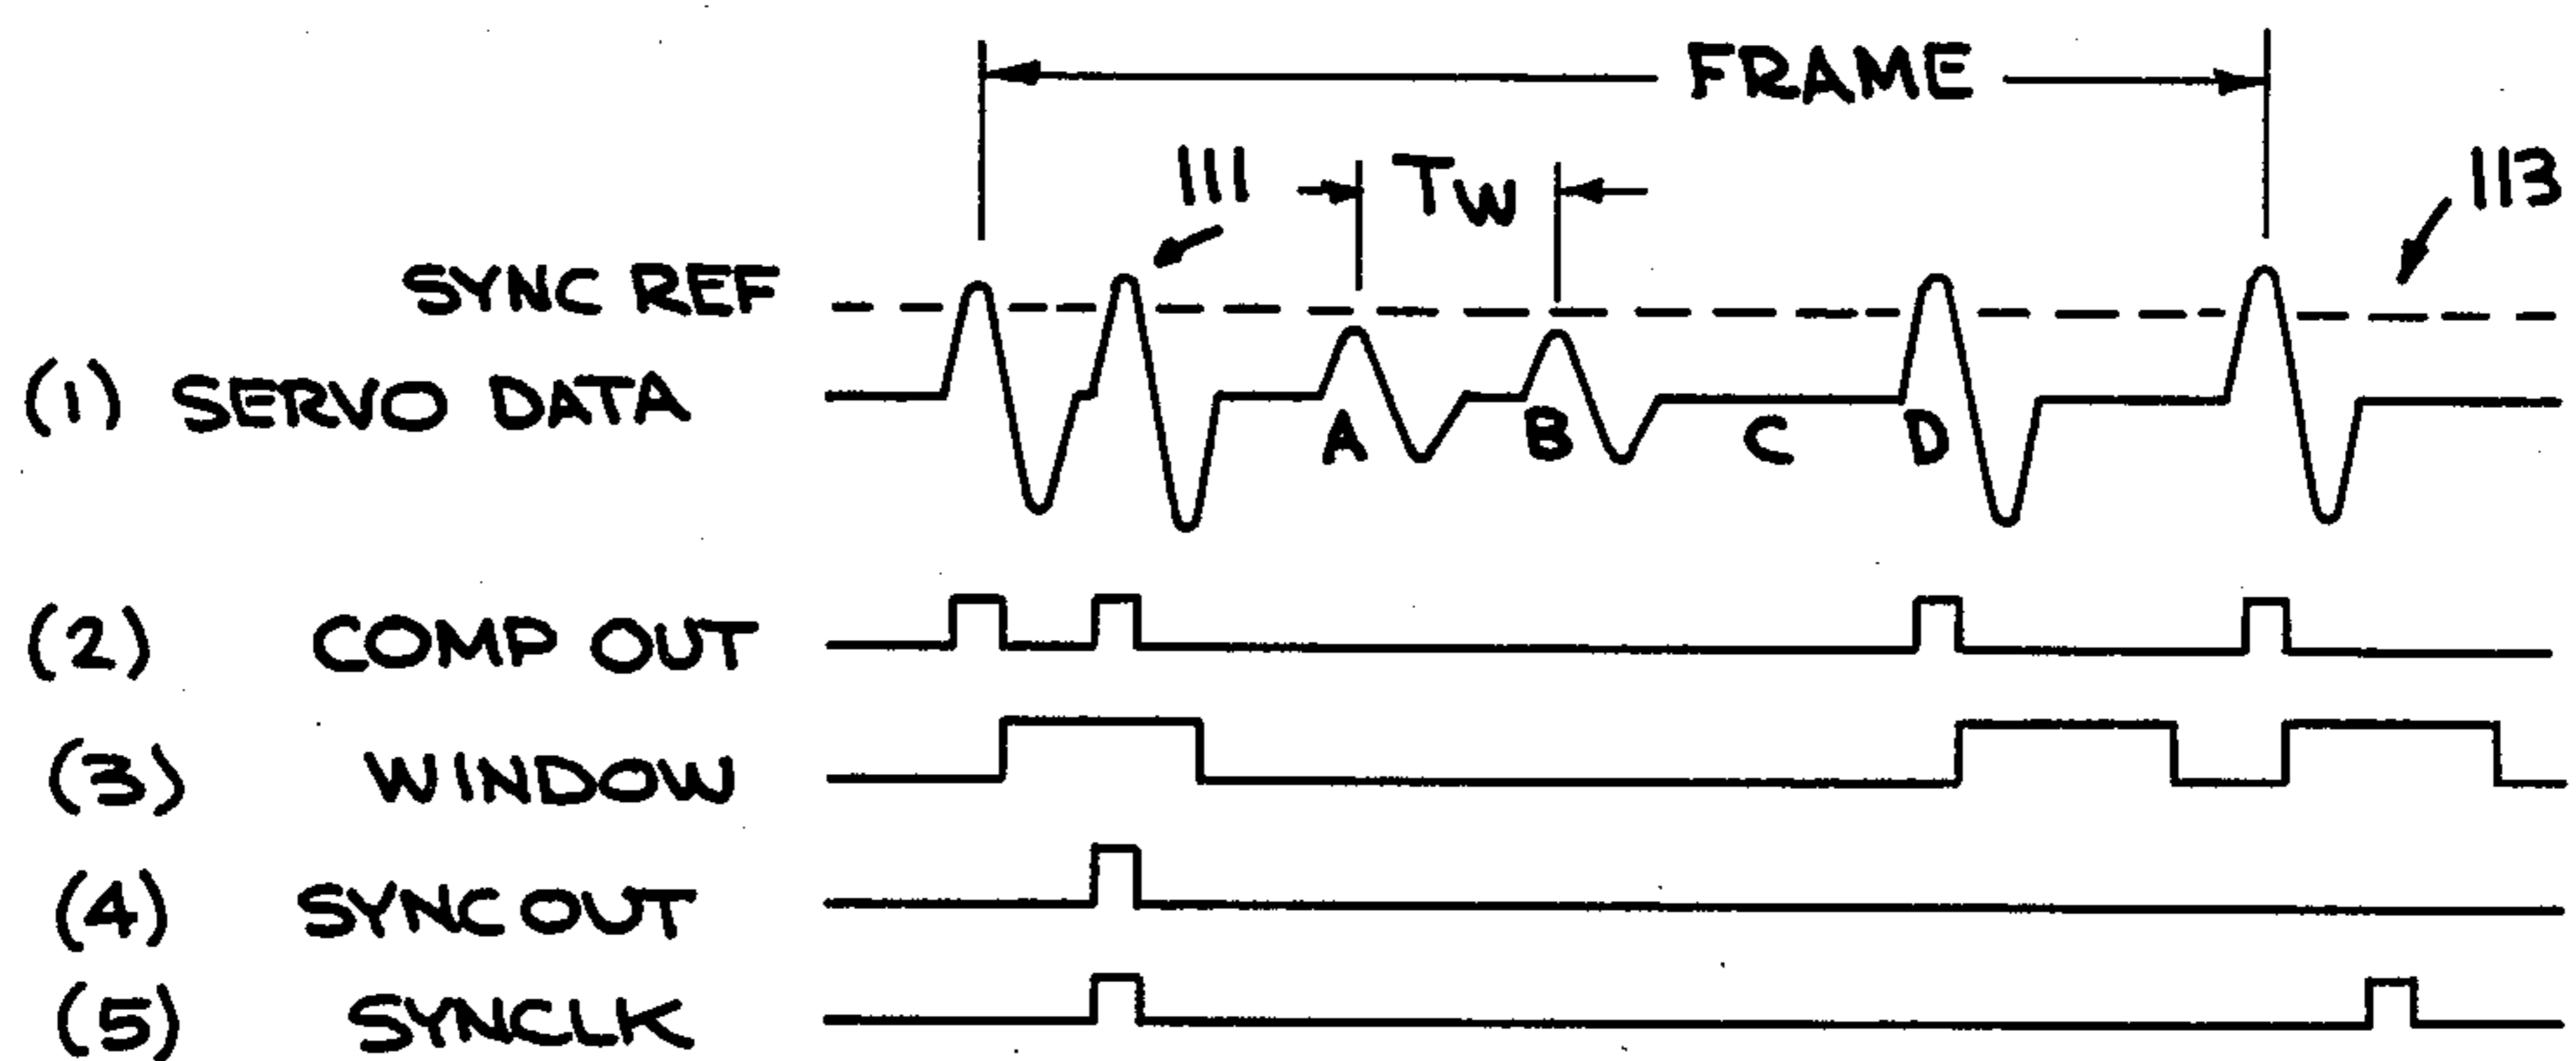 FRAME
111 Tw 113
SYNC REF
(1) SERVO DATA A B C D
(2) COMP OUT
(3) WINDOW
(4) SYNC OUT
(5) SYNCLK